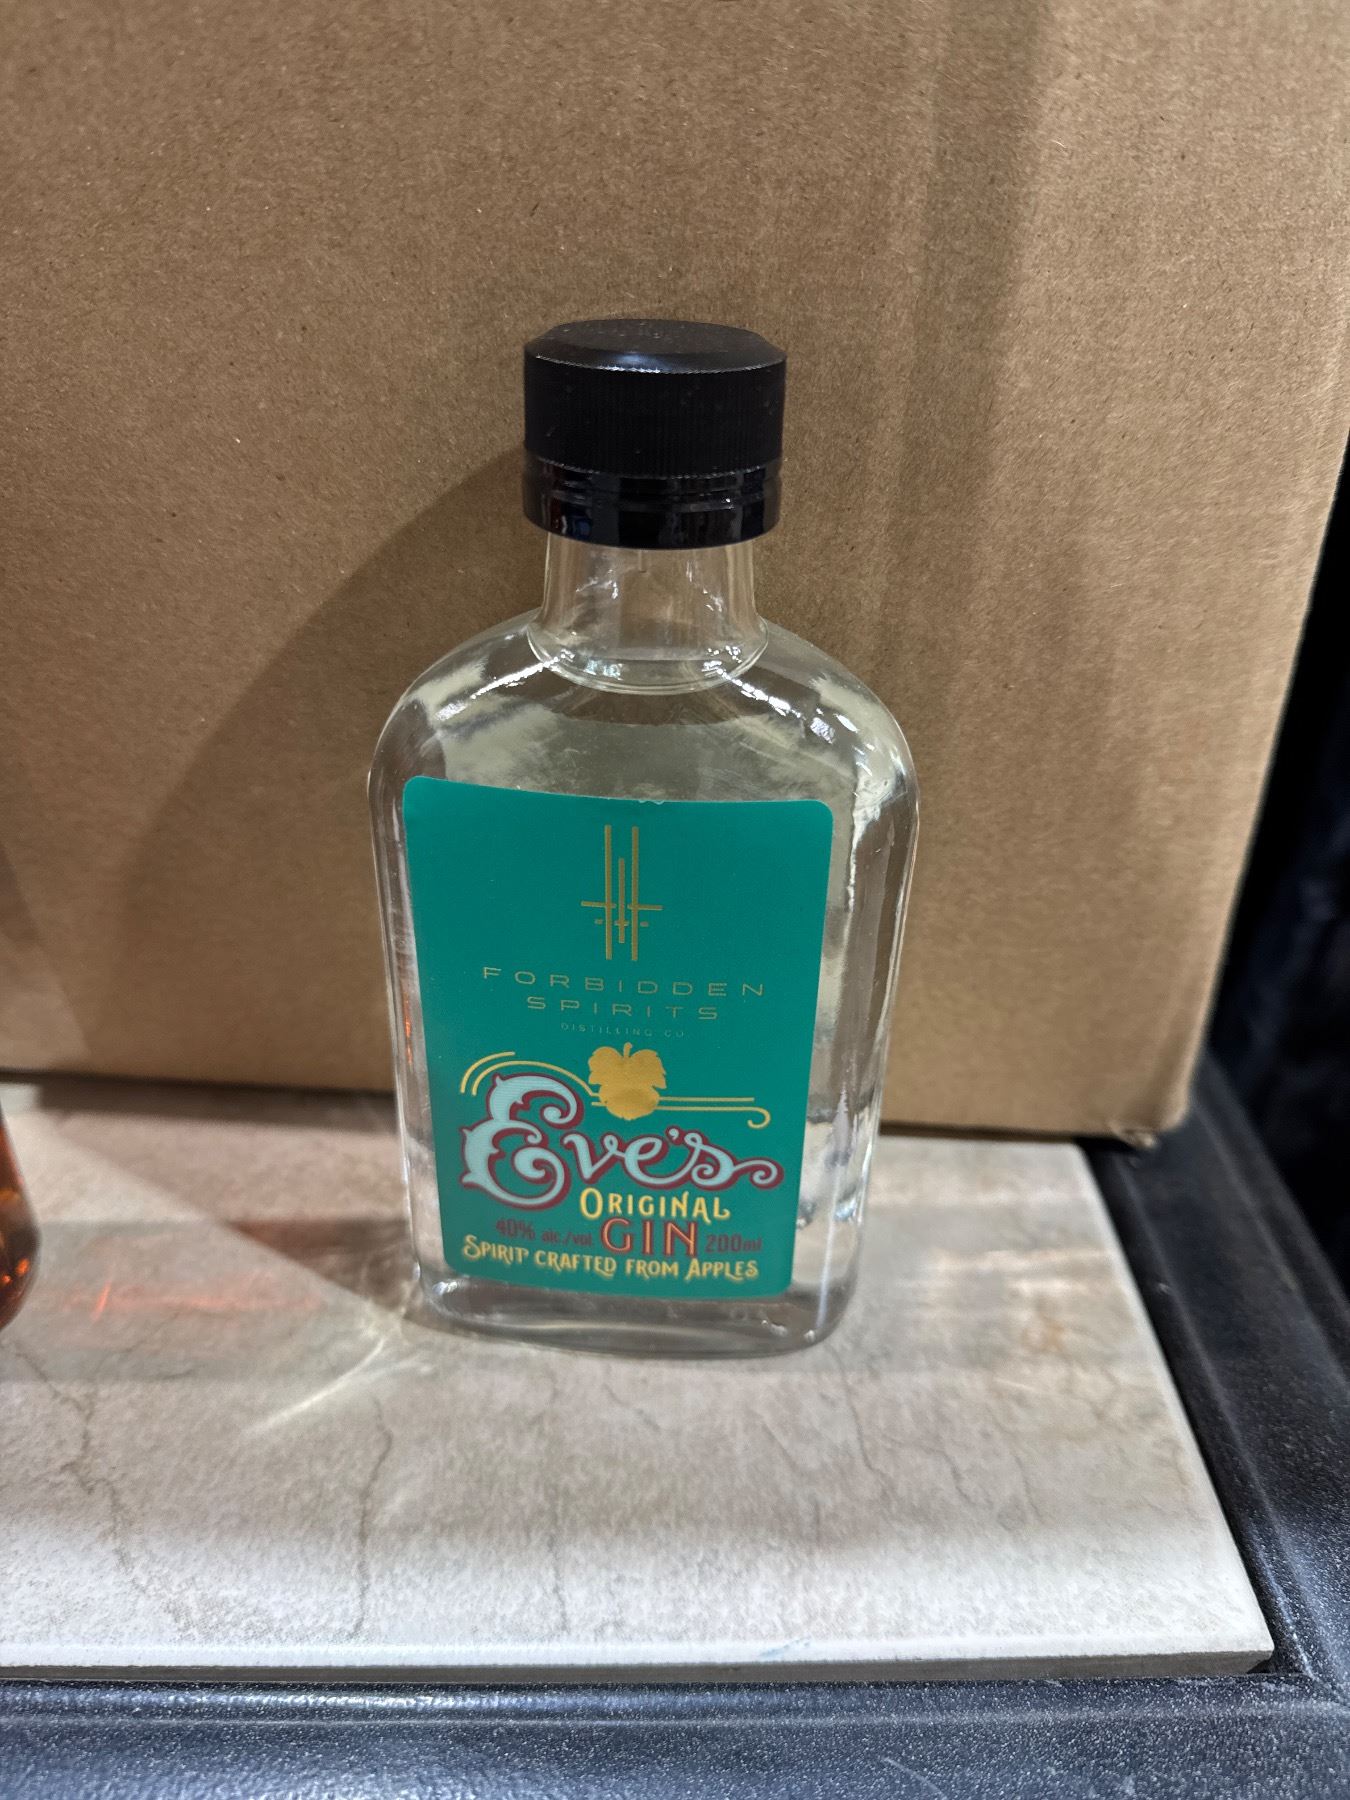 FORBIDDEN
SPIRITS
DISTILLING CO.
Eve's
ORIGINAL
40% alc./vol. GIN 200ml
SPIRIT CRAFTED FROM APPLES